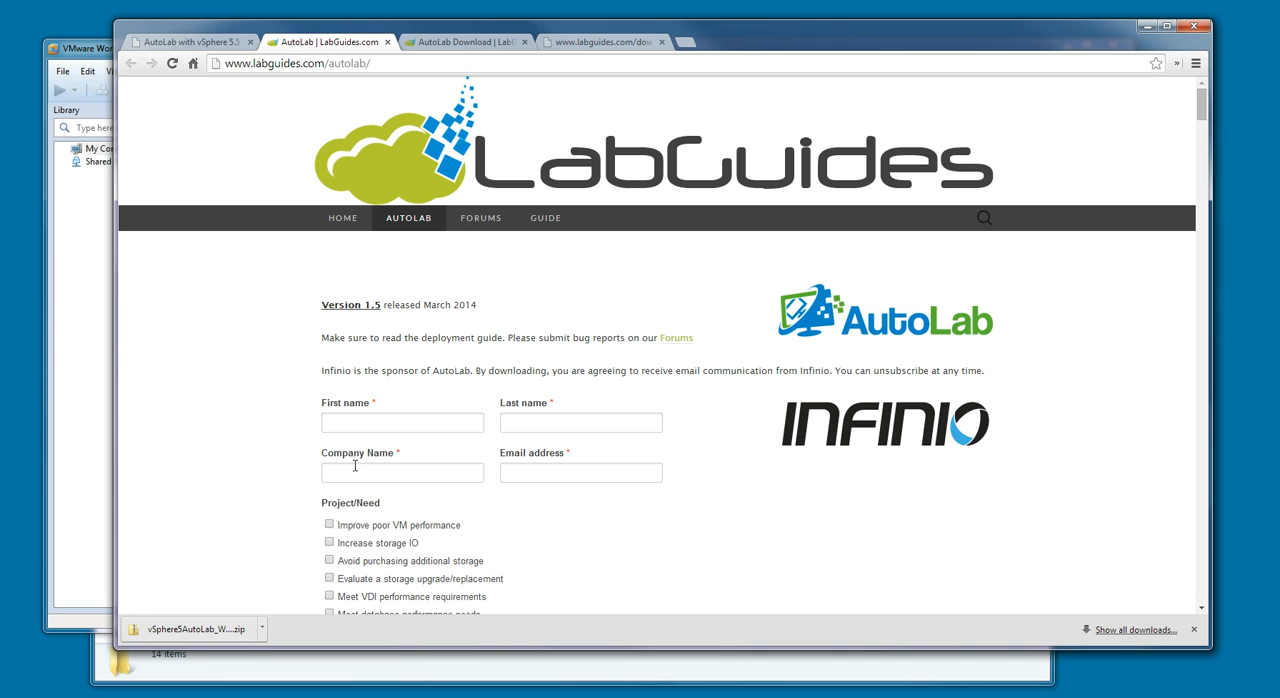 VMware Wor
File Edit Vi
Library
Type here
My Co
Shared
AutoLab with vSphere 5.5
AutoLab | LabGuides.com
AutoLab Download | LabG
www.labguides.com/dow
www.labguides.com/autolab/
LabGuides
HOME AUTOLAB FORUMS GUIDE
Version 1.5 released March 2014
AutoLab
Make sure to read the deployment guide. Please submit bug reports on our Forums
Infinio is the sponsor of AutoLab. By downloading, you are agreeing to receive email communication from Infinio. You can unsubscribe at any time.
First name * Last name *
INFINIO
Company Name * Email address *
Project/Need
Improve poor VM performance
Increase storage IO
Avoid purchasing additional storage
Evaluate a storage upgrade/replacement
Meet VDI performance requirements
Meet database performance needs
vSphere5AutoLab_W....zip
Show all downloads...
14 items